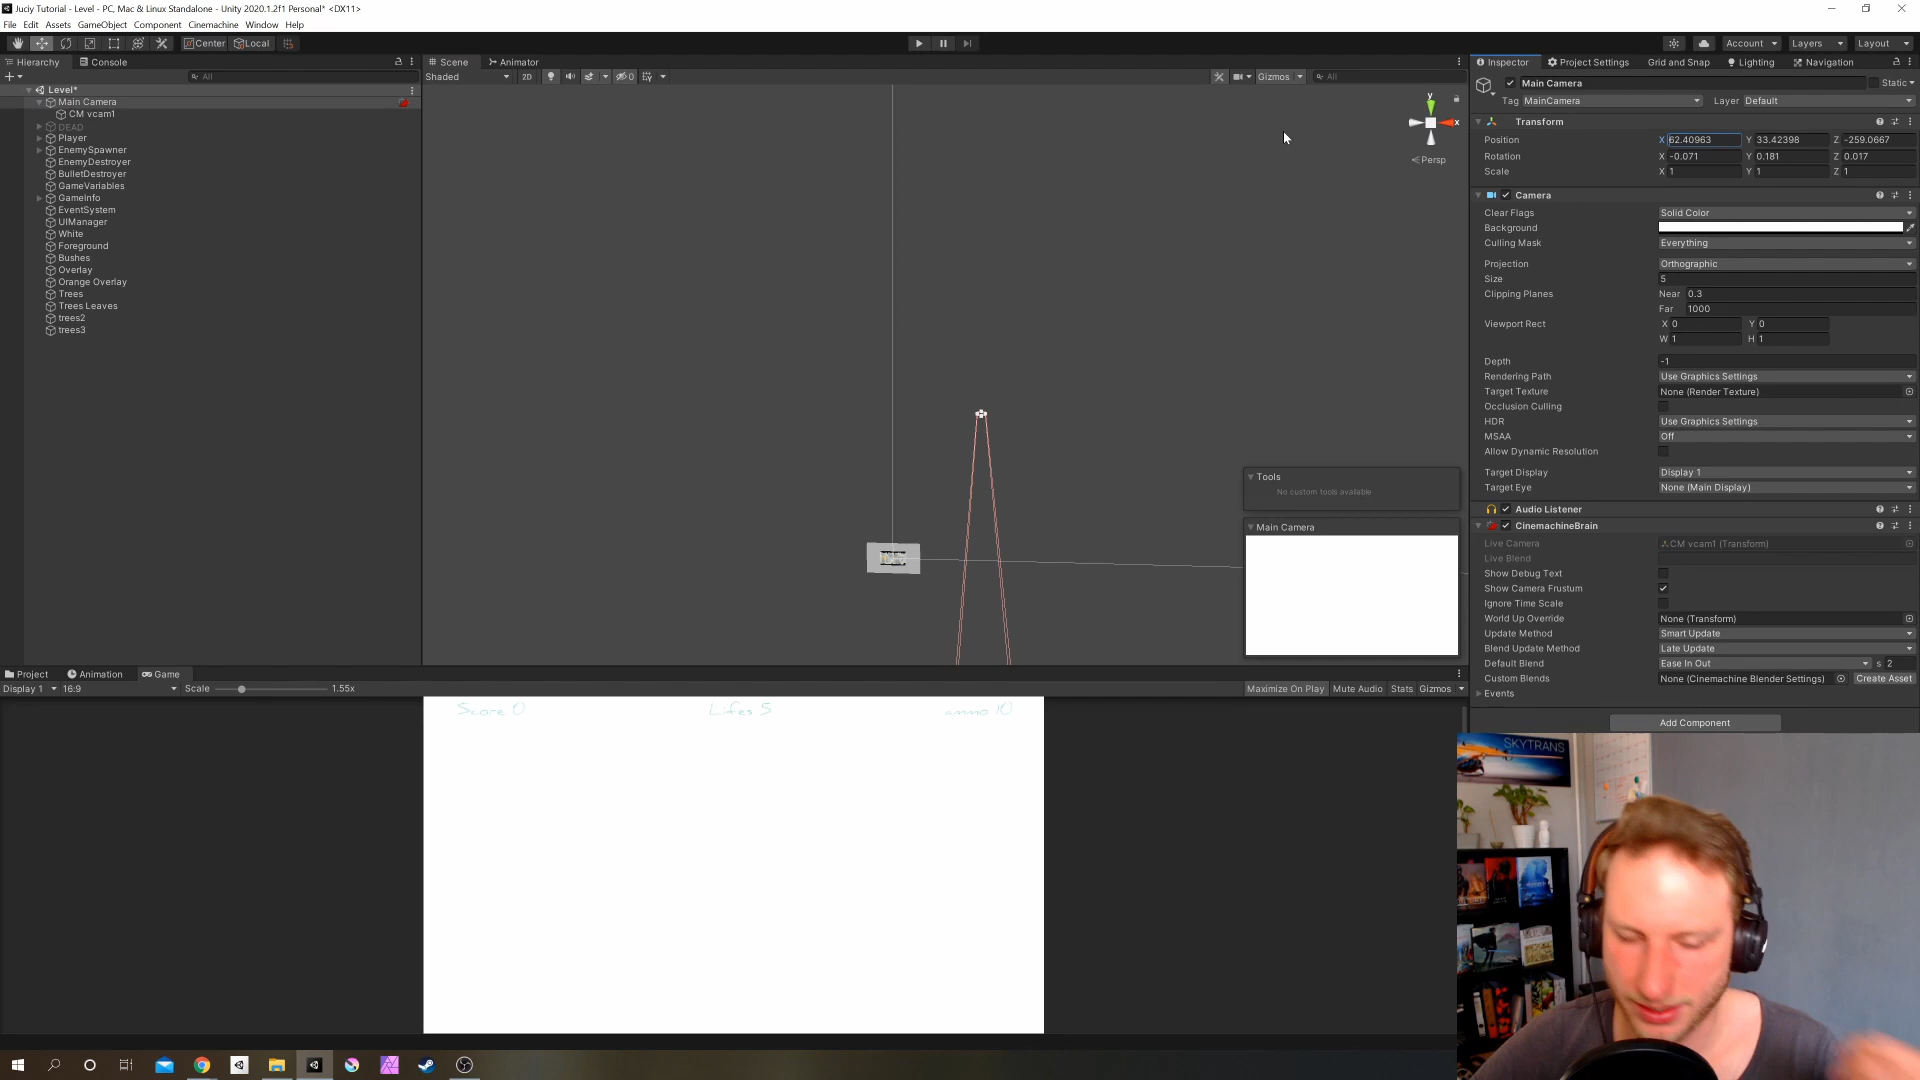 Juciy Tutorial - Level - PC, Mac & Linux Standalone - Unity 2020.1.2f1 Personal* <DX11>
File Edit Assets GameObject Component Cinemachine Window Help
Center Local Account Layers Layout
Hierarchy Console
All
Level*
Main Camera
CM vcam1
DEAD
Player
EnemySpawner
EnemyDestroyer
BulletDestroyer
GameVariables
GameInfo
EventSystem
UIManager
White
Foreground
Bushes
Overlay
Orange Overlay
Trees
Trees Leaves
trees2
trees3
Scene Animator
Shaded 2D 0 Gizmos All
y
x
Persp
Tools
No custom tools available
Main Camera
Project Animation Game
Display 1 16:9 Scale 1.55x Maximize On Play Mute Audio Stats Gizmos
Score 0 Lifes 5 ammo 10
Inspector Project Settings Grid and Snap Lighting Navigation
Main Camera Static
Tag MainCamera Layer Default
Transform
Position X 62.40963 Y 33.42398 Z -259.0667
Rotation X -0.071 Y 0.181 Z 0.017
Scale X 1 Y 1 Z 1
Camera
Clear Flags Solid Color
Background
Culling Mask Everything
Projection Orthographic
Size 5
Clipping Planes Near 0.3
Far 1000
Viewport Rect X 0 Y 0
W 1 H 1
Depth -1
Rendering Path Use Graphics Settings
Target Texture None (Render Texture)
Occlusion Culling
HDR Use Graphics Settings
MSAA Off
Allow Dynamic Resolution
Target Display Display 1
Target Eye None (Main Display)
Audio Listener
CinemachineBrain
Live Camera CM vcam1 (Transform)
Live Blend
Show Debug Text
Show Camera Frustum
Ignore Time Scale
World Up Override None (Transform)
Update Method Smart Update
Blend Update Method Late Update
Default Blend Ease In Out s 2
Custom Blends None (Cinemachine Blender Settings) Create Asset
Events
Add Component
SKYTRANS